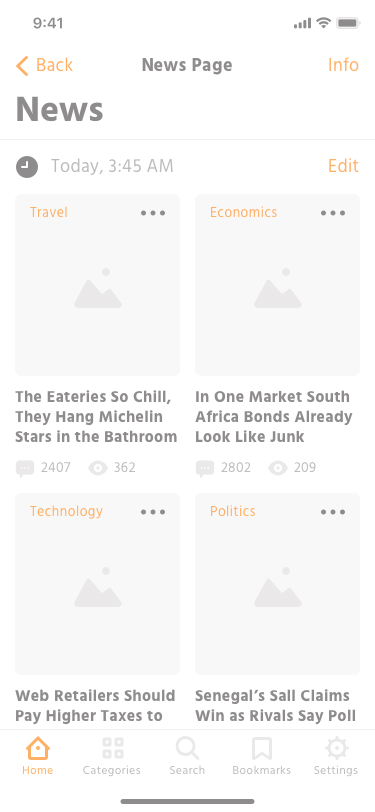 9:41
Back News Page Info
News
Today, 3:45 AM Edit
Travel Economics
The Eateries So Chill,
They Hang Michelin
Stars in the Bathroom
2407 362
In One Market South
Africa Bonds Already
Look Like Junk
2802 209
Technology Politics
Web Retailers Should
Pay Higher Taxes to
Senegal’s Sall Claims
Win as Rivals Say Poll
Home Categories Search Bookmarks Settings